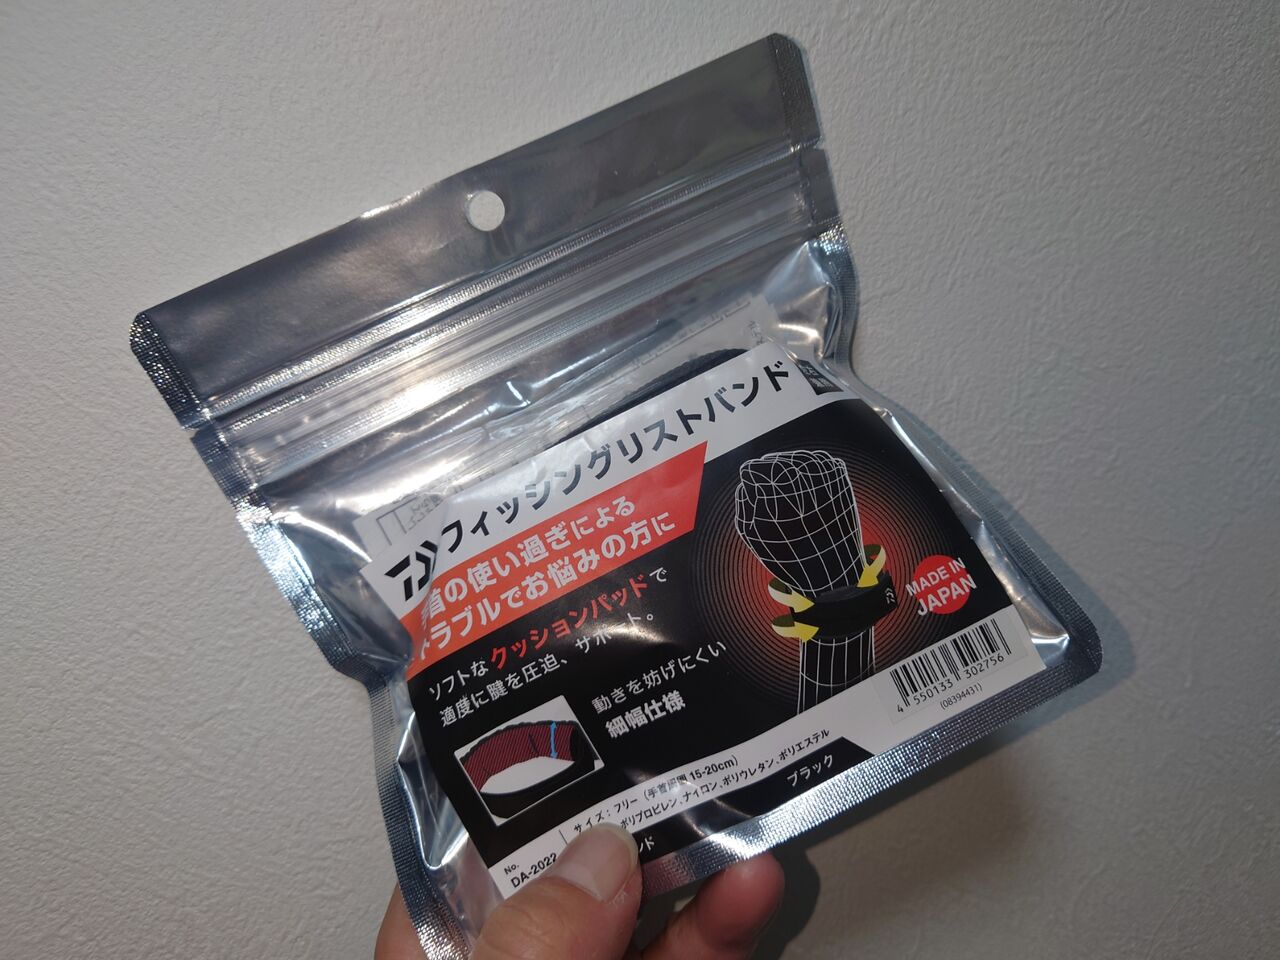 フィッシングリストバンド
手首の使い過ぎによる
トラブルでお悩みの方に
ソフトなクッションパッドで
適度に腱を圧迫、サポート。
動きを妨げにくい
細幅仕様
MADE IN
JAPAN
4 550133 302756
(08394431)
サイズ：フリー（手首周囲 15-20cm）
ポリプロピレン、ナイロン、ポリウレタン、ポリエステル
No.
DA-2022
ブラック